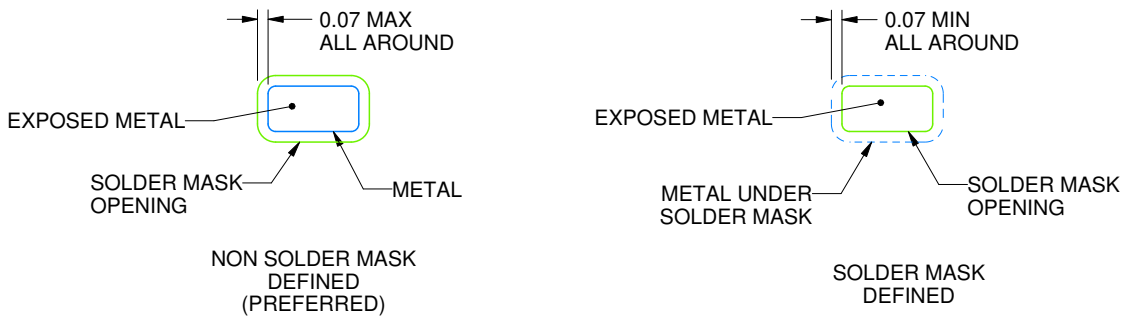 0.07 MAX
ALL AROUND
EXPOSED METAL
SOLDER MASK
OPENING
METAL
NON SOLDER MASK
DEFINED
(PREFERRED)
0.07 MIN
ALL AROUND
EXPOSED METAL
METAL UNDER
SOLDER MASK
SOLDER MASK
OPENING
SOLDER MASK
DEFINED